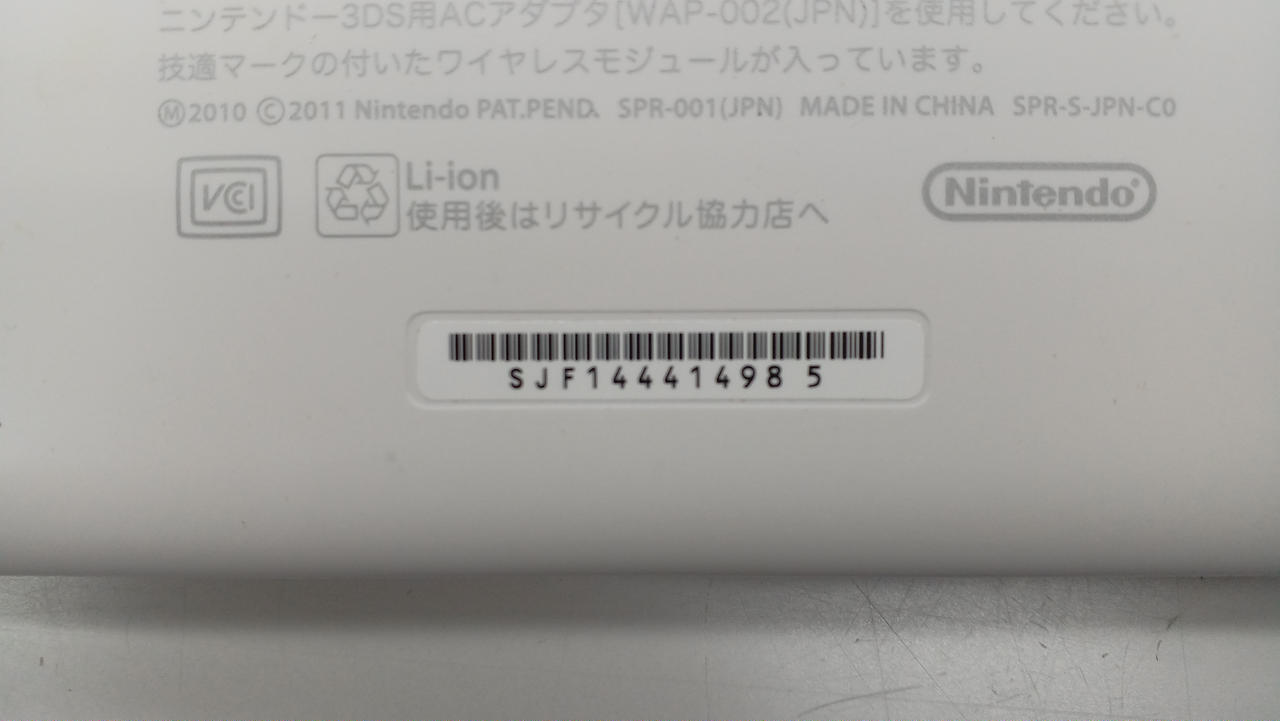 ニンテンドー3DS用ACアダプタ[WAP-002(JPN)]を使用してください。
技適マークの付いたワイヤレスモジュールが入っています。
Ⓜ2010 Ⓒ2011 Nintendo PAT.PEND. SPR-001(JPN) MADE IN CHINA SPR-S-JPN-C0
VCCI
Li-ion
使用後はリサイクル協力店へ
Nintendo®
SJF14441498 5